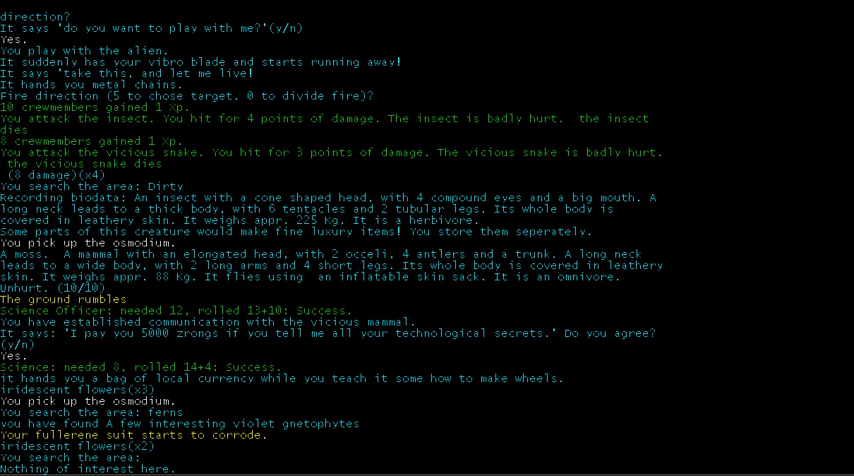 direction?
It says 'do you want to play with me?'(y/n)
Yes.
You play with the alien.
It suddenly has your vibro blade and starts running away!
It says 'take this, and let me live!
It hands you metal chains.
Fire direction (5 to chose target. 0 to divide fire)?
10 crewmembers gained 1 Xp.
You attack the insect. You hit for 4 points of damage. The insect is badly hurt.  the insect
dies
8 crewmembers gained 1 Xp.
You attack the vicious snake. You hit for 3 points of damage. The vicious snake is badly hurt.
 the vicious snake dies
 (8 damage)(x4)
You search the area: Dirty
Recording biodata: An insect with a cone shaped head, with 4 compound eyes and a big mouth. A
long neck leads to a thick body, with 6 tentacles and 2 tubular legs. Its whole body is
covered in leathery skin. It weighs appr. 225 Kg. It is a herbivore.
Some parts of this creature would make fine luxury items! You store them seperately.
You pick up the osmodium.
A moss.  A mammal with an elongated head, with 2 occeli, 4 antlers and a trunk. A long neck
leads to a wide body, with 2 long arms and 4 short legs. Its whole body is covered in leathery
skin. It weighs appr. 88 Kg. It flies using  an inflatable skin sack. It is an omnivore.
Unhurt. (10/10)
The ground rumbles
Science Officer: needed 12, rolled 13+10: Success.
You have established communication with the vicious mammal.
It says: 'I pay you 5000 zrongs if you tell me all your technological secrets.' Do you agree?
(y/n)
Yes.
Science: needed 8, rolled 14+4: Success.
it hands you a bag of local currency while you teach it some how to make wheels.
iridescent flowers(x3)
You pick up the osmodium.
You search the area: ferns
you have found A few interesting violet gnetophytes
Your fullerene suit starts to corrode.
iridescent flowers(x2)
You search the area:
Nothing of interest here.